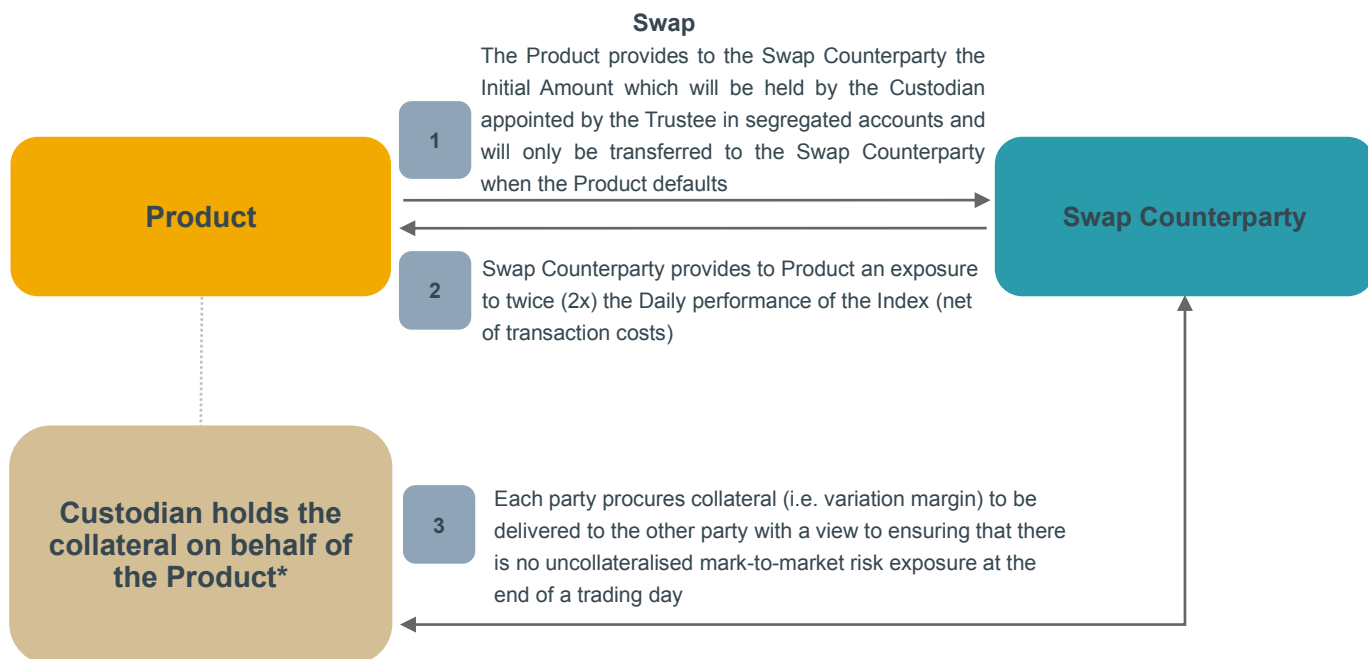 Swap
The Product provides to the Swap Counterparty the
Initial Amount which will be held by the Custodian
appointed by the Trustee in segregated accounts and
will only be transferred to the Swap Counterparty
when the Product defaults
1
Product
Swap Counterparty
2
Swap Counterparty provides to Product an exposure
to twice (2x) the Daily performance of the Index (net
of transaction costs)
Custodian holds the
collateral on behalf of
the Product*
3
Each party procures collateral (i.e. variation margin) to be
delivered to the other party with a view to ensuring that there
is no uncollateralised mark-to-market risk exposure at the
end of a trading day